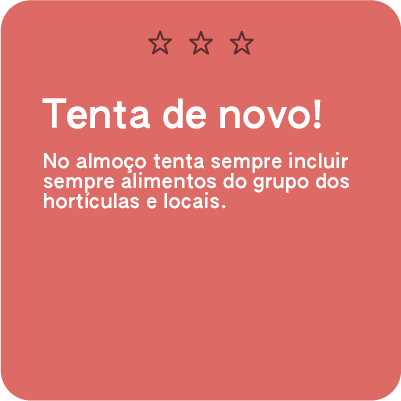 Tenta de novo!
No almoço tenta sempre incluir
sempre alimentos do grupo dos
hortículas e locais.